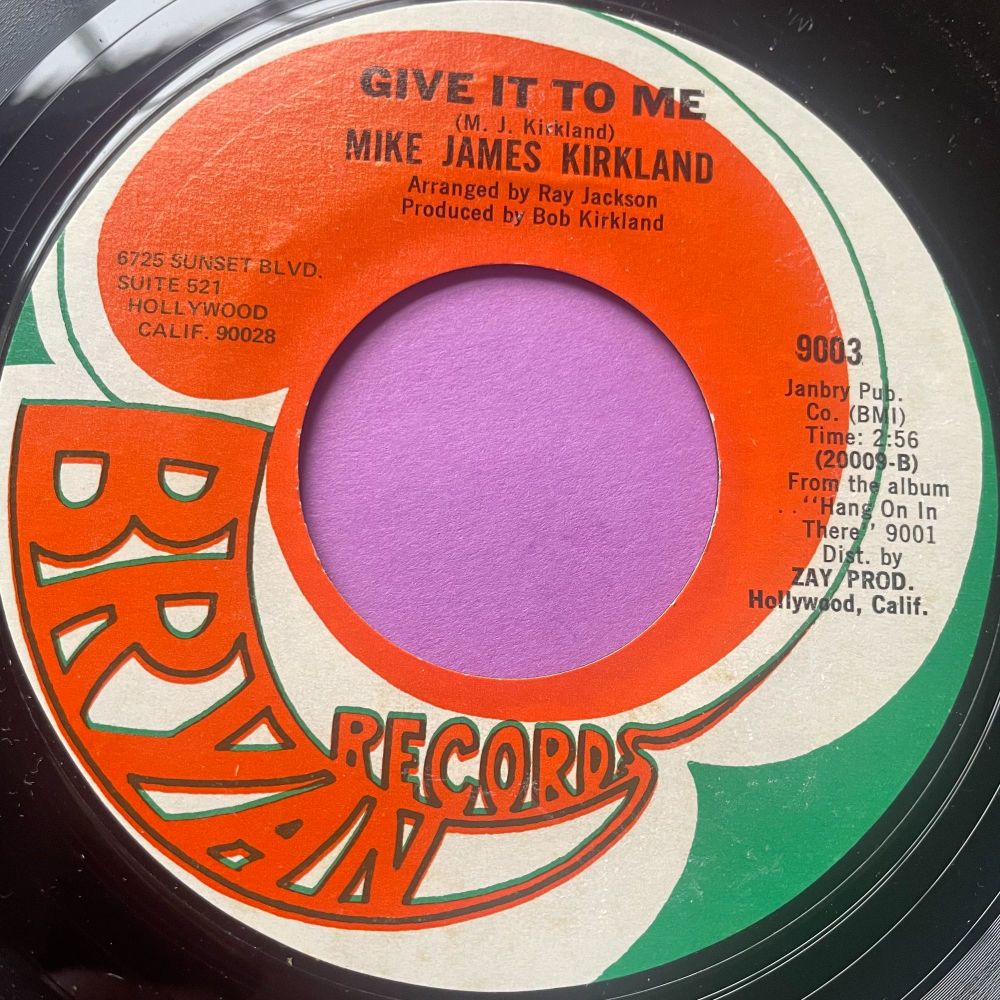 GIVE IT TO ME
(M. J. Kirkland)
MIKE JAMES KIRKLAND
Arranged by Ray Jackson
Produced by Bob Kirkland
6725 SUNSET BLVD.
SUITE 521
HOLLYWOOD
CALIF. 90028
9003
Janbry Pub.
Co. (BMI)
Time: 2:56
(20009-B)
From the album
.."Hang On In
There" 9001
Dist. by
ZAY PROD.
Hollywood, Calif.
BRYAN
RECORDS